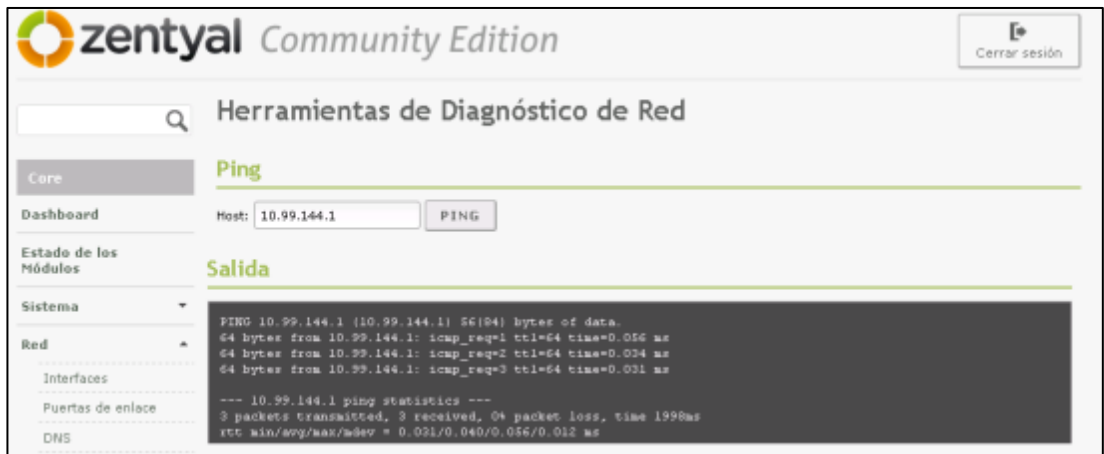 zentyal Community Edition
Cerrar sesión
Herramientas de Diagnóstico de Red
Core
Ping
Dashboard
Host: 10.99.144.1 PING
Estado de los
Módulos
Salida
Sistema
Red
Interfaces
Puertas de enlace
DNS
PING 10.99.144.1 (10.99.144.1) 56(84) bytes of data.
64 bytes from 10.99.144.1: icmp_req=1 ttl=64 time=0.056 ms
64 bytes from 10.99.144.1: icmp_req=2 ttl=64 time=0.034 ms
64 bytes from 10.99.144.1: icmp_req=3 ttl=64 time=0.031 ms
--- 10.99.144.1 ping statistics ---
3 packets transmitted, 3 received, 0% packet loss, time 1998ms
rtt min/avg/max/mdev = 0.031/0.040/0.056/0.012 ms